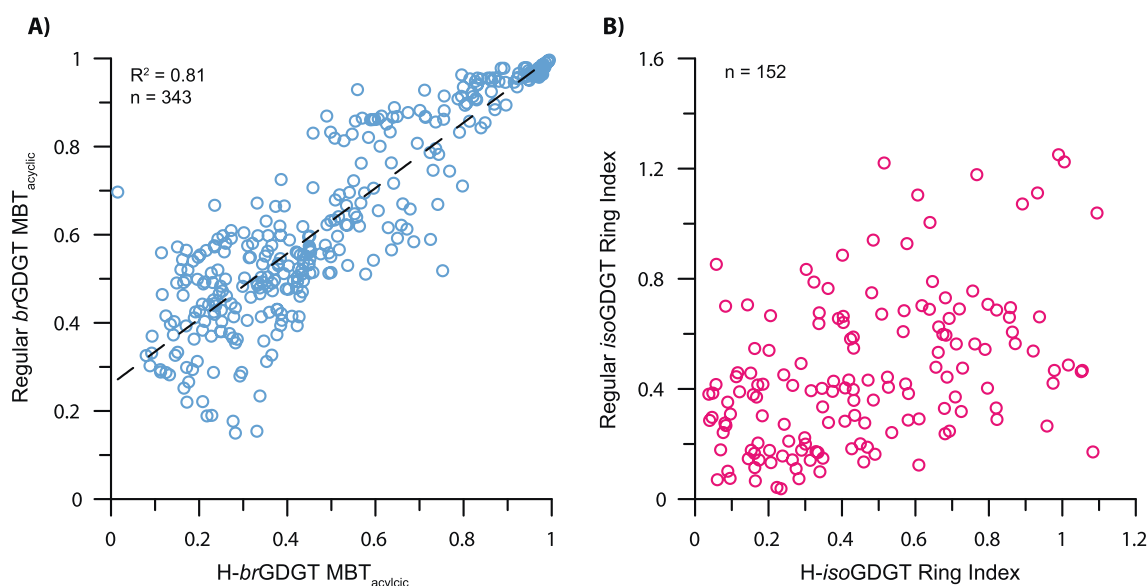 A)
R² = 0.81
n = 343
Regular brGDGT MBTacyclic
1
0.8
0.6
0.4
0.2
0
0
0.2
0.4
0.6
0.8
1
H-brGDGT MBTacylcic
B)
n = 152
Regular isoGDGT Ring Index
1.6
1.2
0.8
0.4
0
0
0.2
0.4
0.6
0.8
1
1.2
H-isoGDGT Ring Index